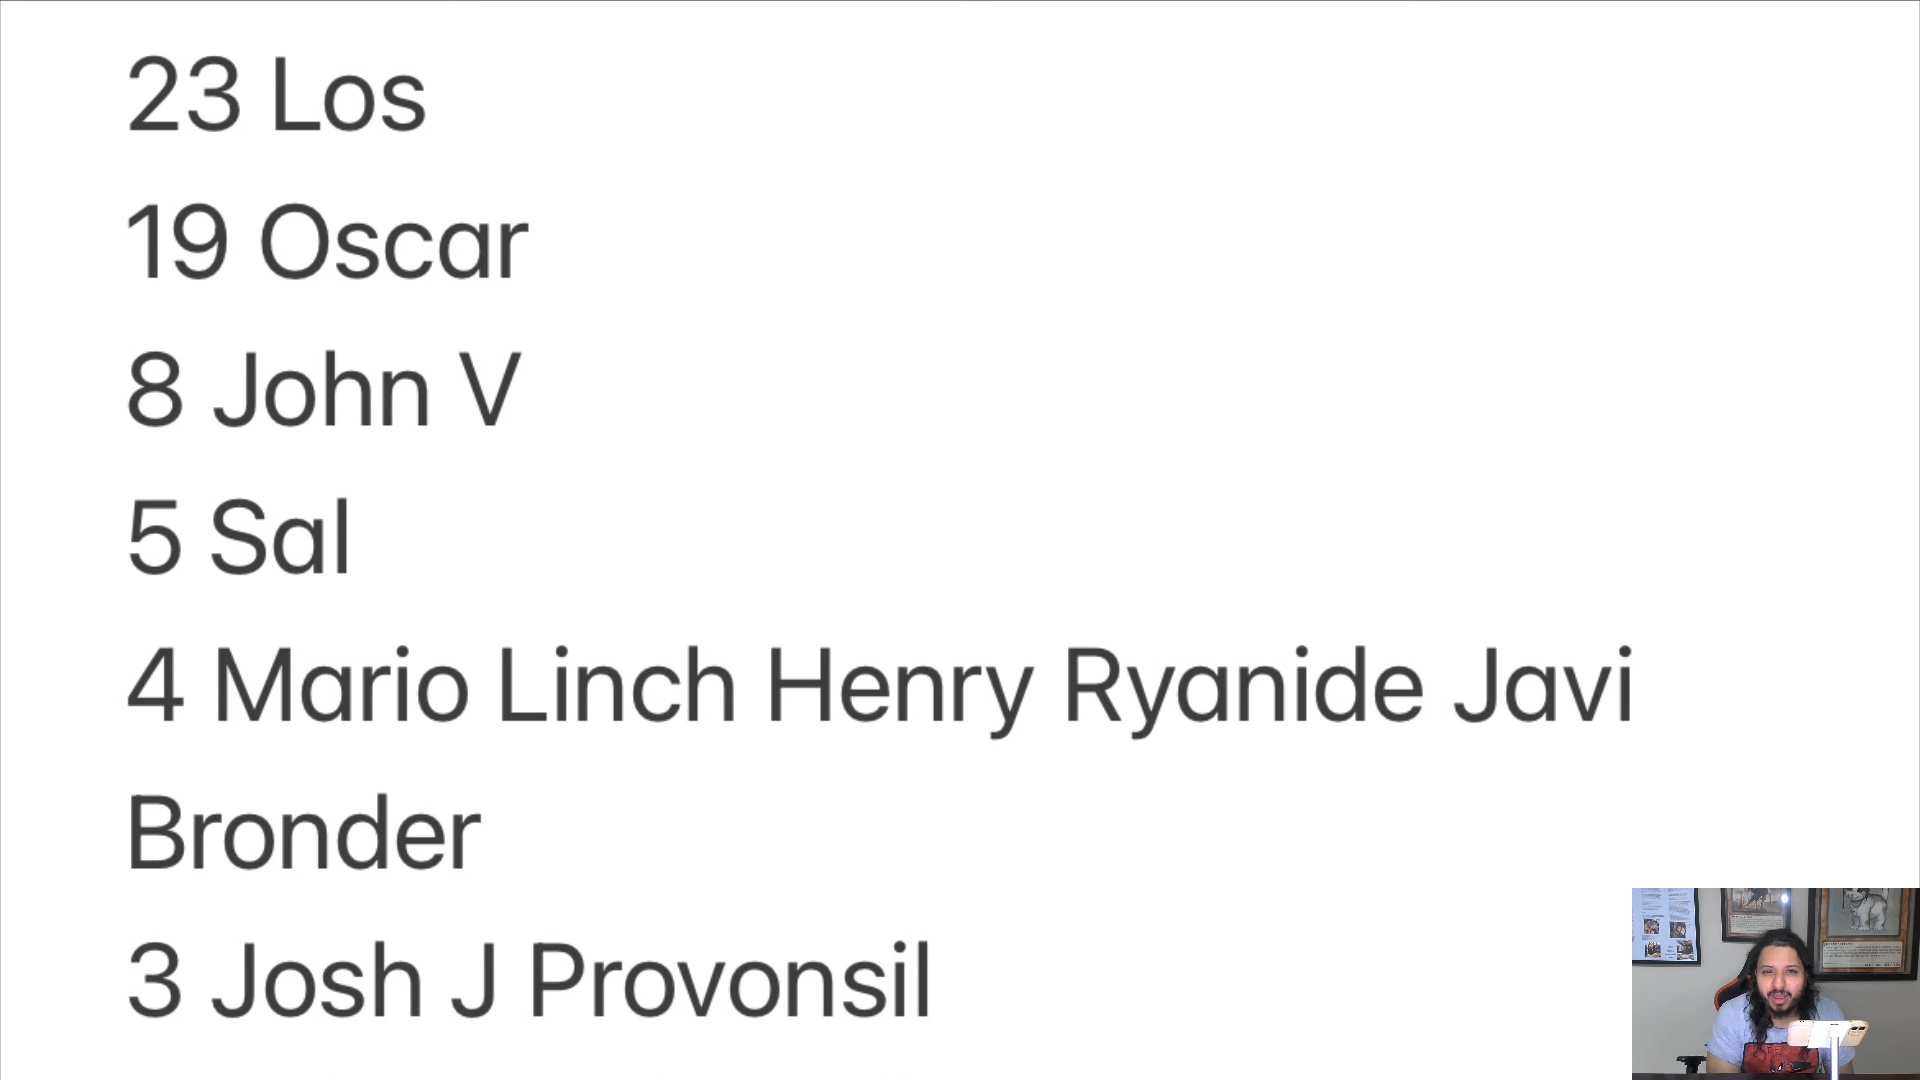 23 Los
19 Oscar
8 John V
5 Sal
4 Mario Linch Henry Ryanide Javi
Bronder
3 Josh J Provonsil